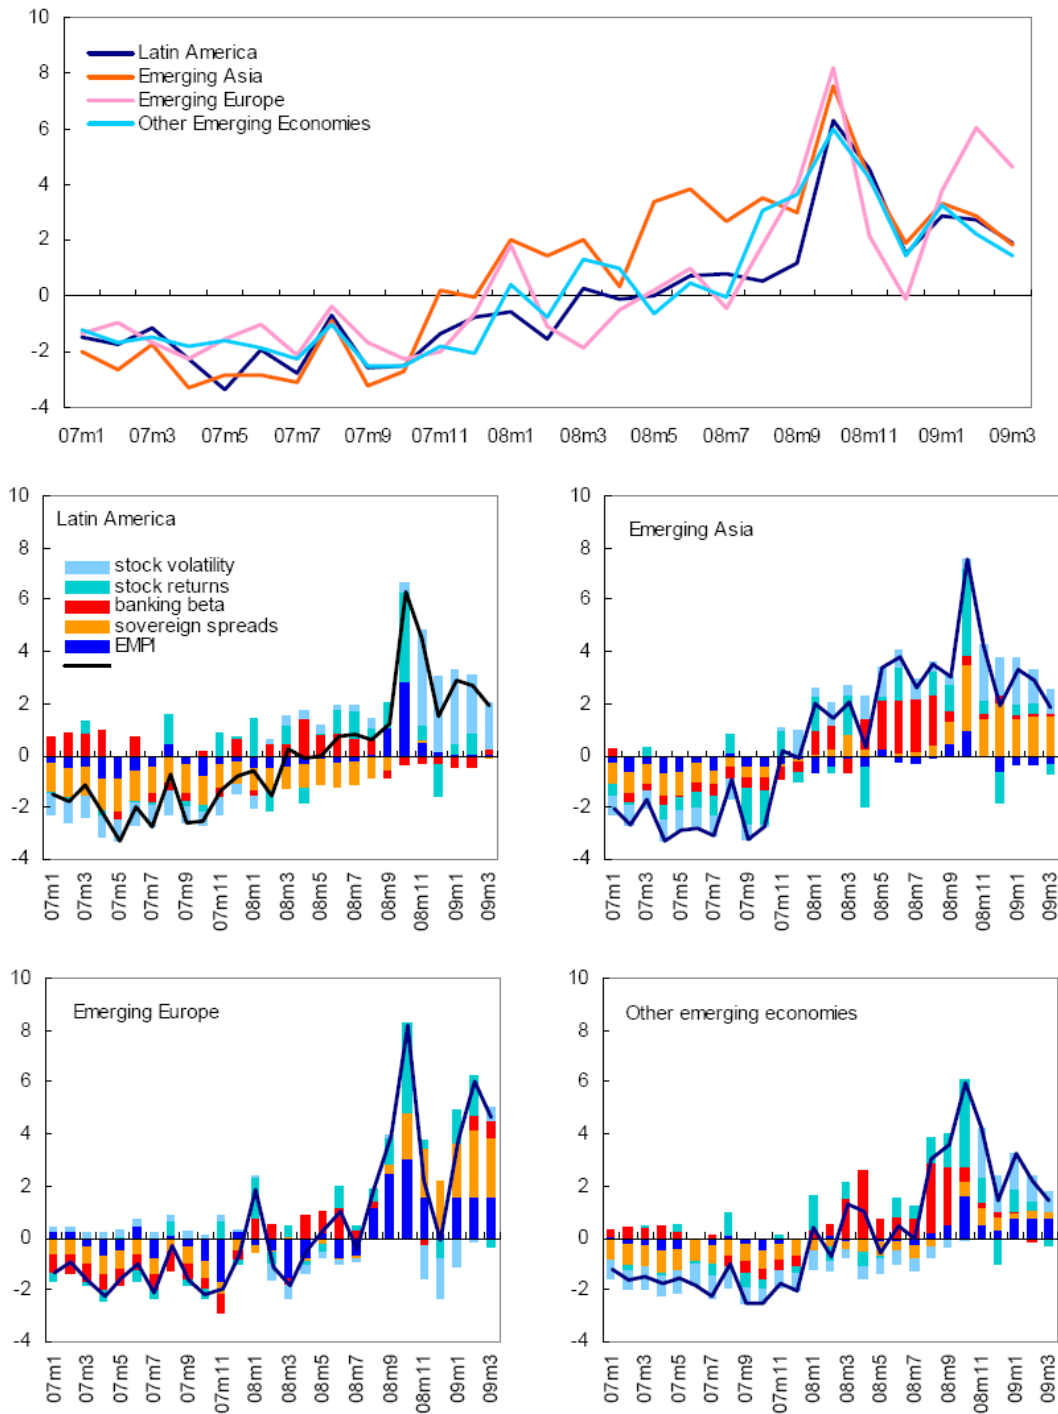 10
8
6
4
2
0
-2
-4
Latin America
Emerging Asia
Emerging Europe
Other Emerging Economies
07m1 07m3 07m5 07m7 07m9 07m11 08m1 08m3 08m5 08m7 08m9 08m11 09m1 09m3
10
8
6
4
2
0
-2
-4
Latin America
stock volatility
stock returns
banking beta
sovereign spreads
EMPI
07m1 07m3 07m5 07m7 07m9 07m11 08m1 08m3 08m5 08m7 08m9 08m11 09m1 09m3
10
8
6
4
2
0
-2
-4
Emerging Asia
07m1 07m3 07m5 07m7 07m9 07m11 08m1 08m3 08m5 08m7 08m9 08m11 09m1 09m3
10
8
6
4
2
0
-2
-4
Emerging Europe
07m1 07m3 07m5 07m7 07m9 07m11 08m1 08m3 08m5 08m7 08m9 08m11 09m1 09m3
10
8
6
4
2
0
-2
-4
Other emerging economies
07m1 07m3 07m5 07m7 07m9 07m11 08m1 08m3 08m5 08m7 08m9 08m11 09m1 09m3